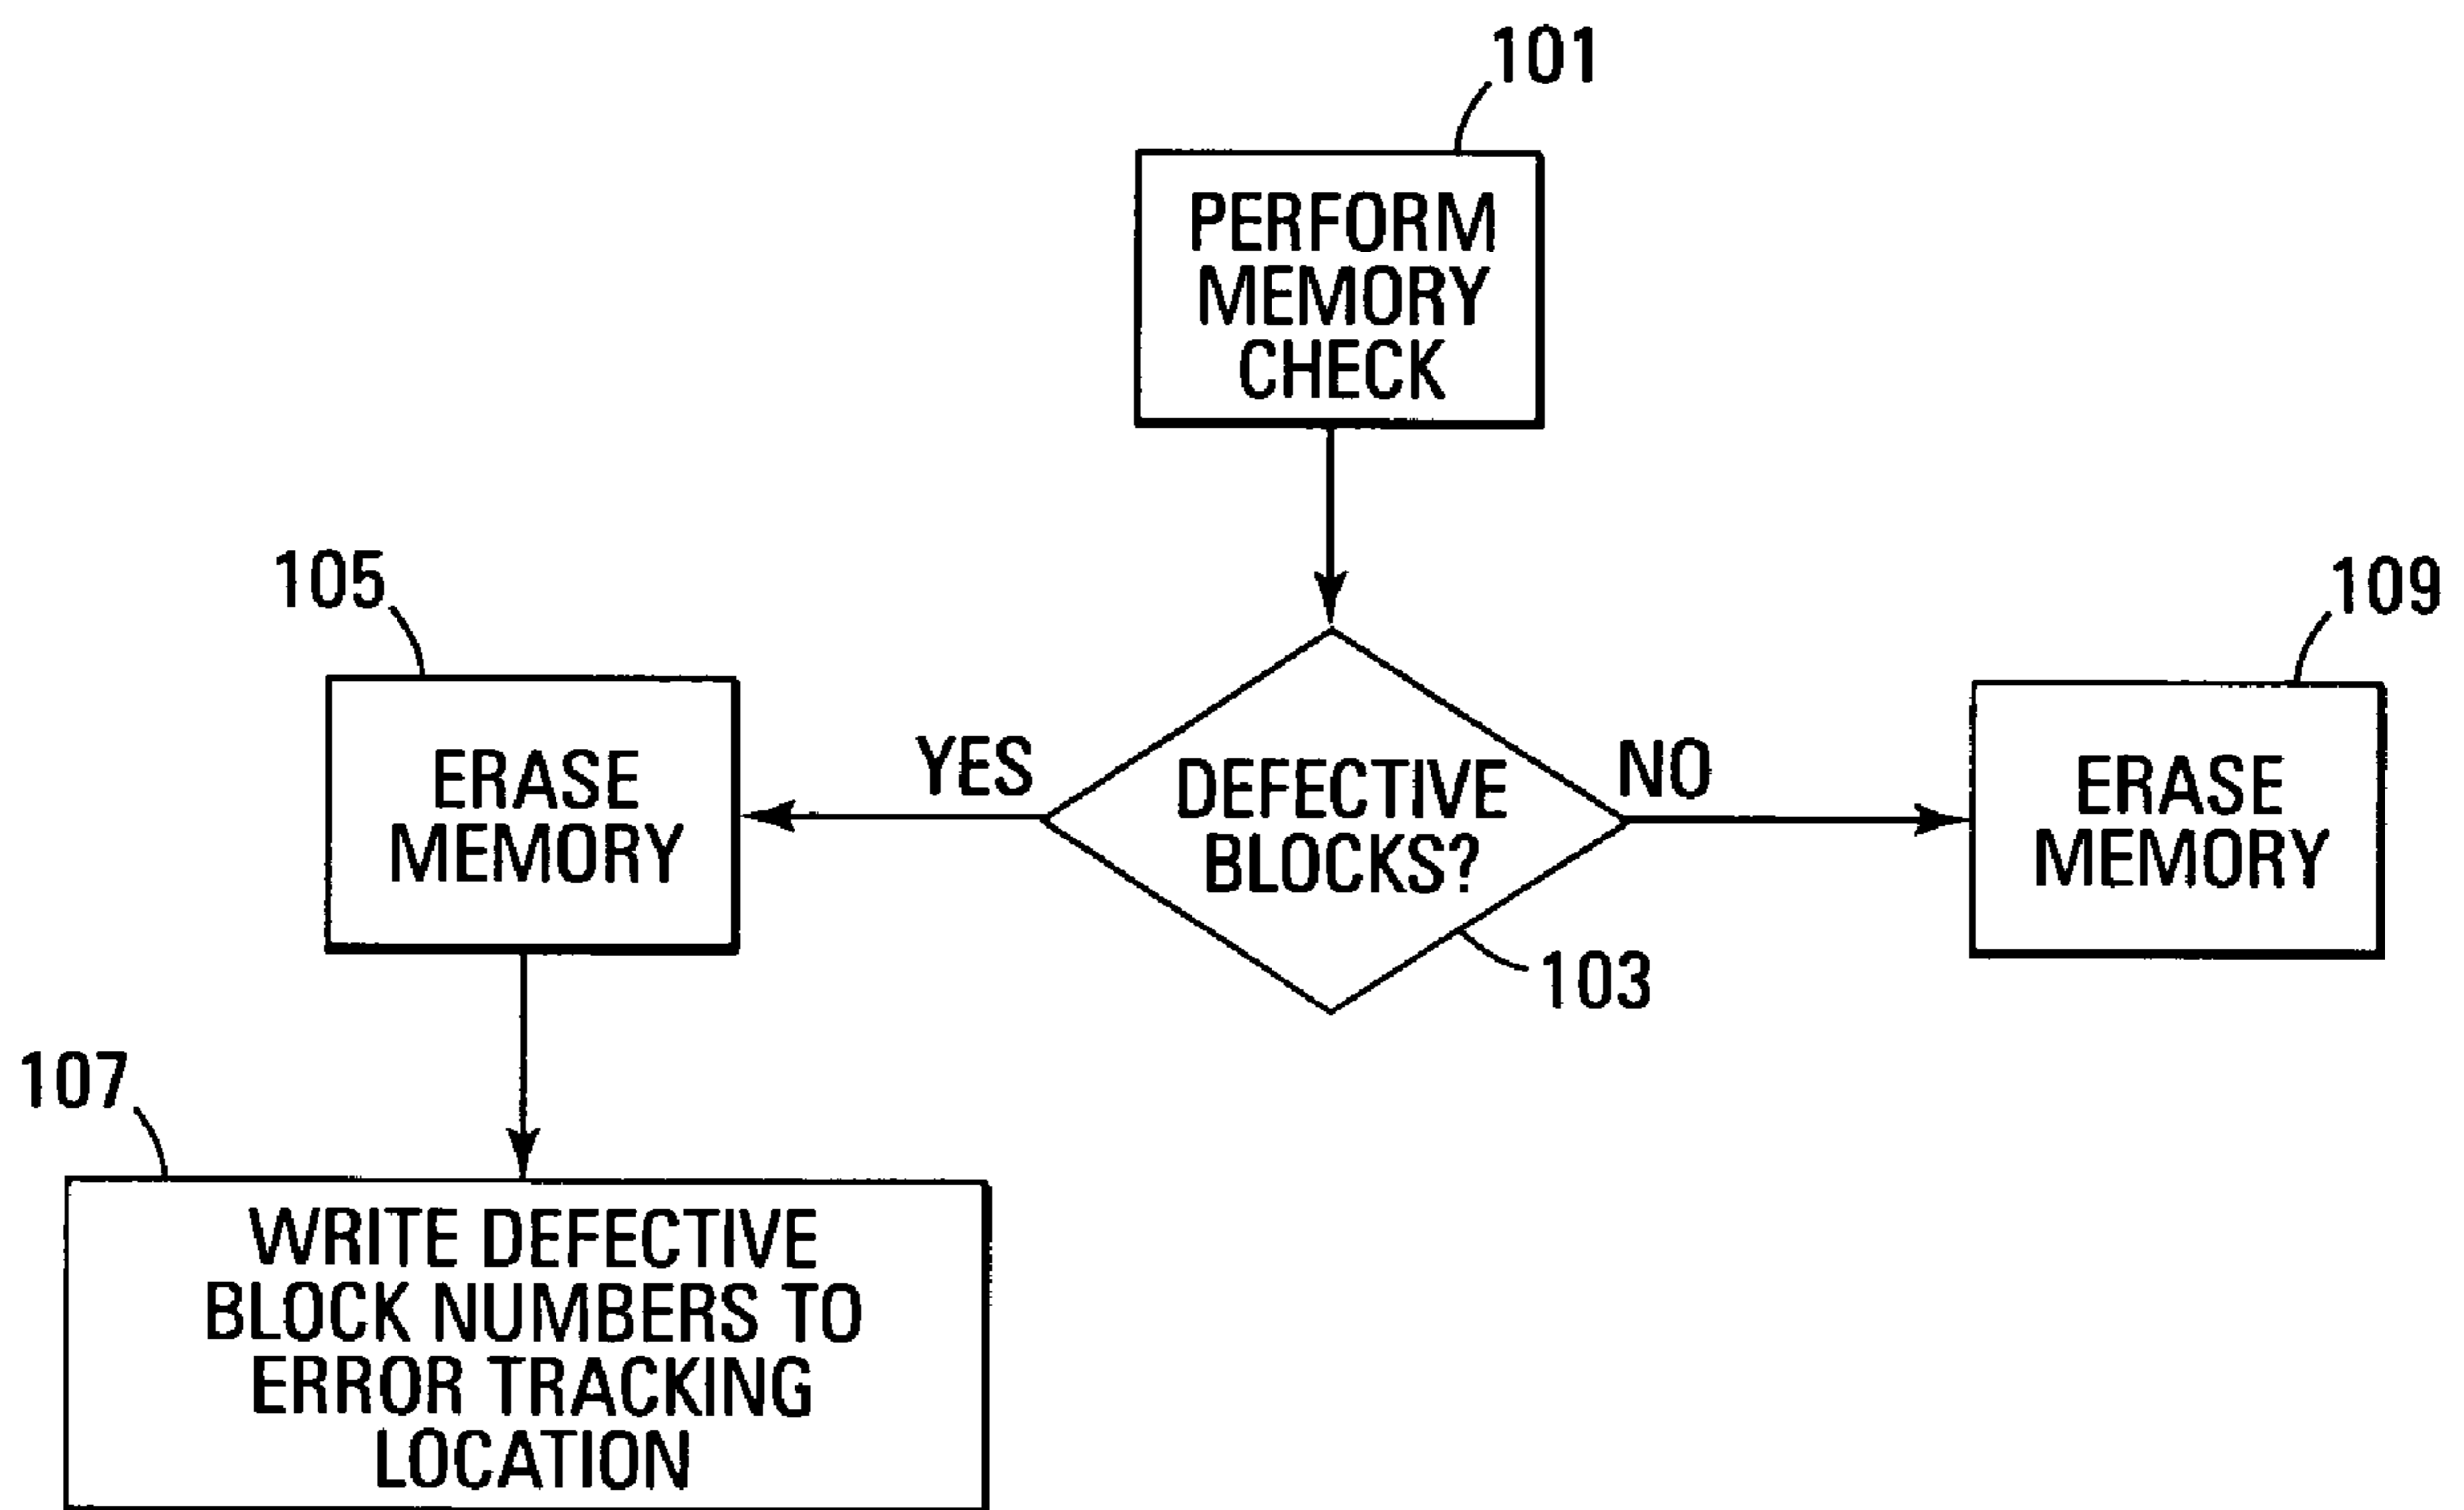 101
PERFORM
MEMORY
CHECK
105
109
YES
DEFECTIVE
BLOCKS?
NO
ERASE
MEMORY
ERASE
MEMORY
103
107
WRITE DEFECTIVE
BLOCK NUMBERS TO
ERROR TRACKING
LOCATION